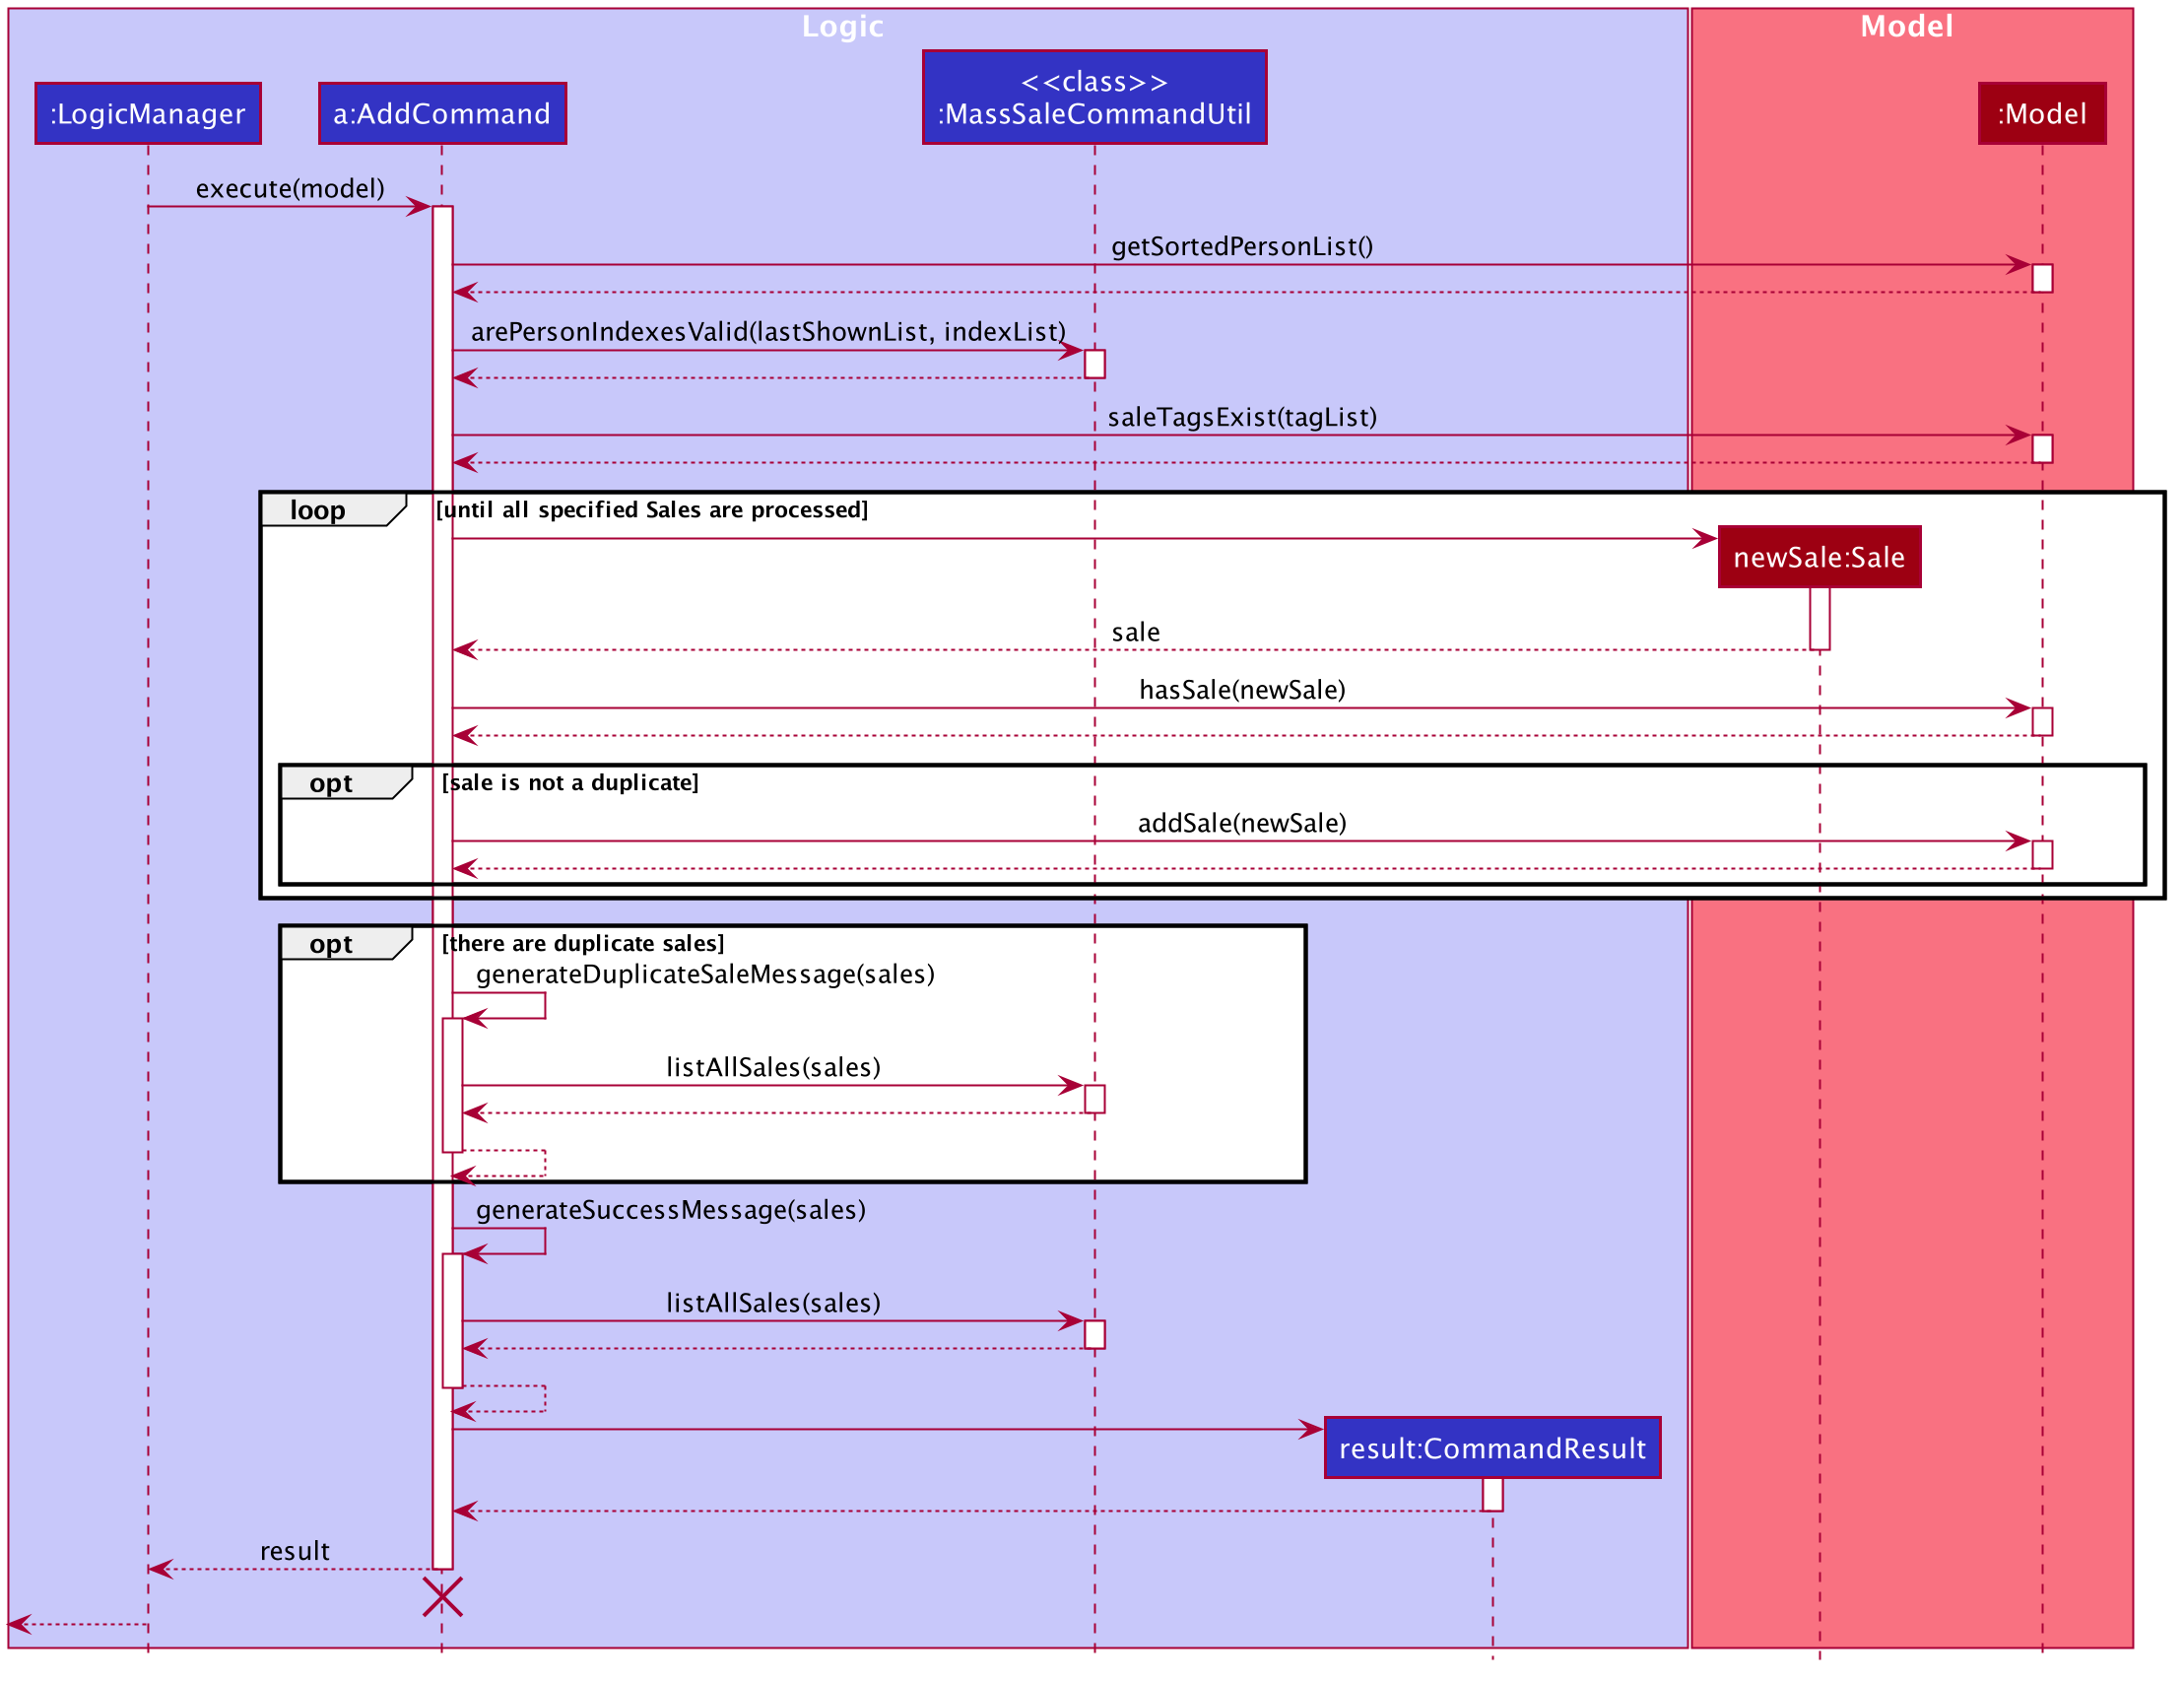 Logic
Model
<<class>>
:LogicManager
a:AddCommand
:MassSaleCommandUtil
:Model
execute(model)
getSortedPersonList()
arePersonIndexesValid(lastShownList, indexList)
saleTagsExist(tagList)
loop
[until all specified Sales are processed]
newSale:Sale
sale
hasSale(newSale)
opt
[sale is not a duplicate]
addSale(newSale)
opt
[there are duplicate sales]
generateDuplicateSaleMessage(sales)
listAllSales(sales)
generateSuccessMessage(sales)
listAllSales(sales)
result:CommandResult
result